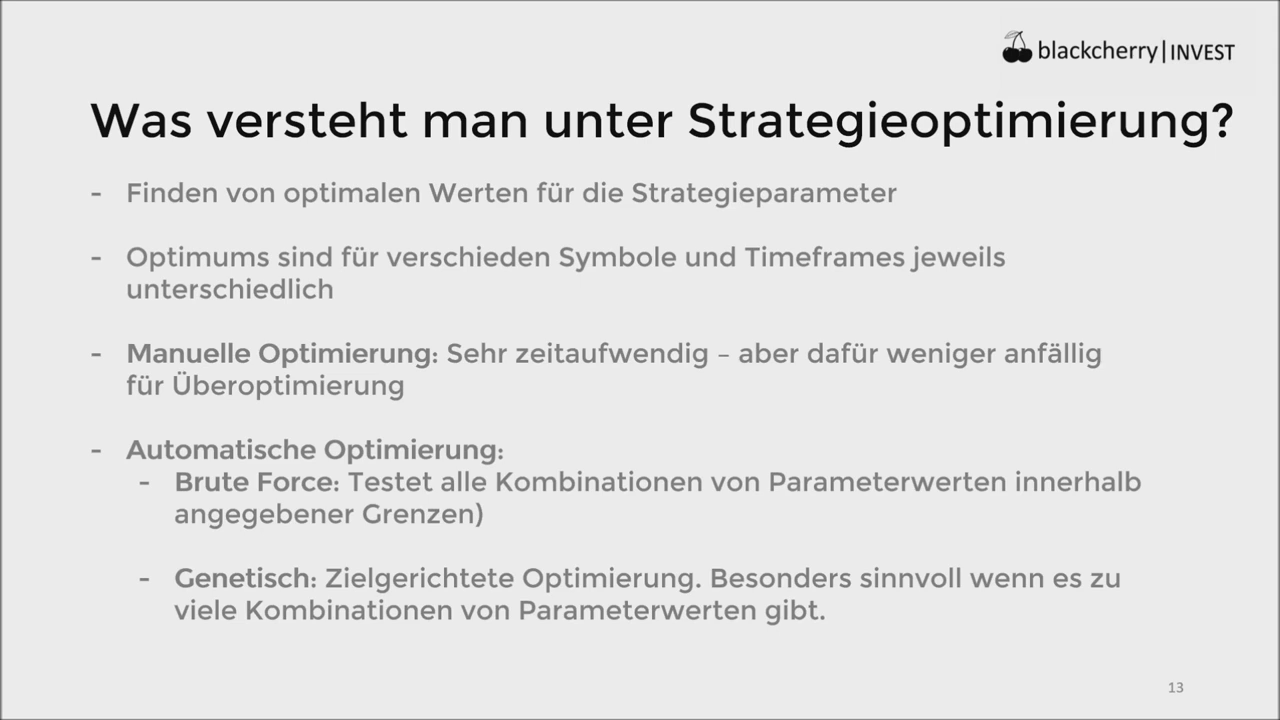 blackcherry|INVEST
Was versteht man unter Strategieoptimierung?
- Finden von optimalen Werten für die Strategieparameter
- Optimums sind für verschieden Symbole und Timeframes jeweils
unterschiedlich
- Manuelle Optimierung: Sehr zeitaufwendig – aber dafür weniger anfällig
für Überoptimierung
- Automatische Optimierung:
- Brute Force: Testet alle Kombinationen von Parameterwerten innerhalb
angegebener Grenzen)
- Genetisch: Zielgerichtete Optimierung. Besonders sinnvoll wenn es zu
viele Kombinationen von Parameterwerten gibt.
13